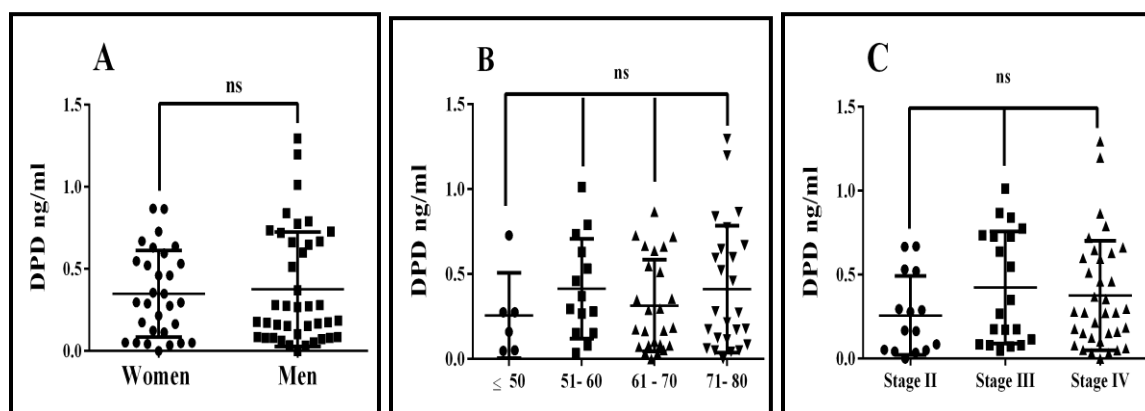 A
ns
1.5
1.0
0.5
0.0
DPD ng/ml
Women Men
B
ns
1.5
1.0
0.5
0.0
DPD ng/ml
≤ 50 51- 60 61 - 70 71- 80
C
ns
1.5
1.0
0.5
0.0
DPD ng/ml
Stage II Stage III Stage IV